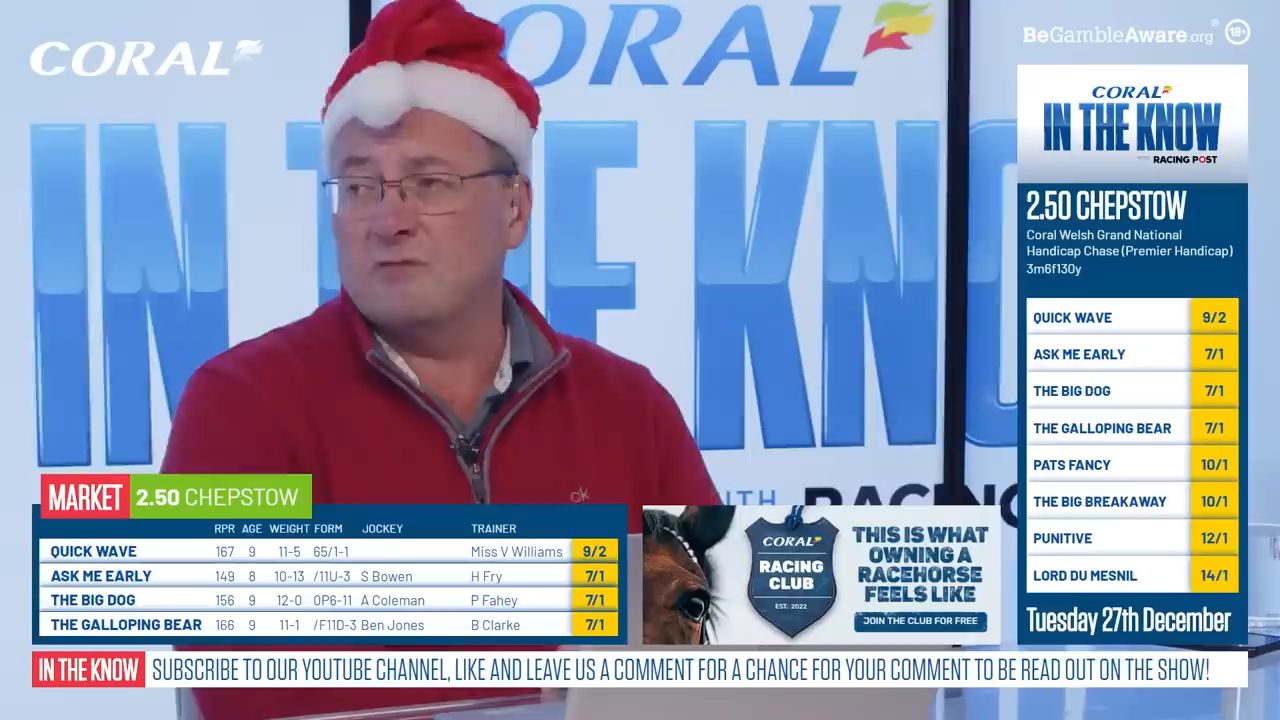 CORAL
CORAL
IN THE KNOW
WITH RACING
BeGambleAware.org®
18+
CORAL
IN THE KNOW
WITH RACING POST
2.50 CHEPSTOW
Coral Welsh Grand National
Handicap Chase (Premier Handicap)
3m6f130y
QUICK WAVE 9/2
ASK ME EARLY 7/1
THE BIG DOG 7/1
THE GALLOPING BEAR 7/1
PATS FANCY 10/1
THE BIG BREAKAWAY 10/1
PUNITIVE 12/1
LORD DU MESNIL 14/1
Tuesday 27th December
ck
MARKET 2.50 CHEPSTOW
RPR AGE WEIGHT FORM JOCKEY TRAINER
QUICK WAVE 167 9 11-5 65/1-1 Miss V Williams 9/2
ASK ME EARLY 149 8 10-13 /11U-3 S Bowen H Fry 7/1
THE BIG DOG 156 9 12-0 0P6-11 A Coleman P Fahey 7/1
THE GALLOPING BEAR 166 9 11-1 /F11D-3 Ben Jones B Clarke 7/1
CORAL
RACING
CLUB
EST. 2022
THIS IS WHAT
OWNING A
RACEHORSE
FEELS LIKE
JOIN THE CLUB FOR FREE
IN THE KNOW SUBSCRIBE TO OUR YOUTUBE CHANNEL, LIKE AND LEAVE US A COMMENT FOR A CHANCE FOR YOUR COMMENT TO BE READ OUT ON THE SHOW!